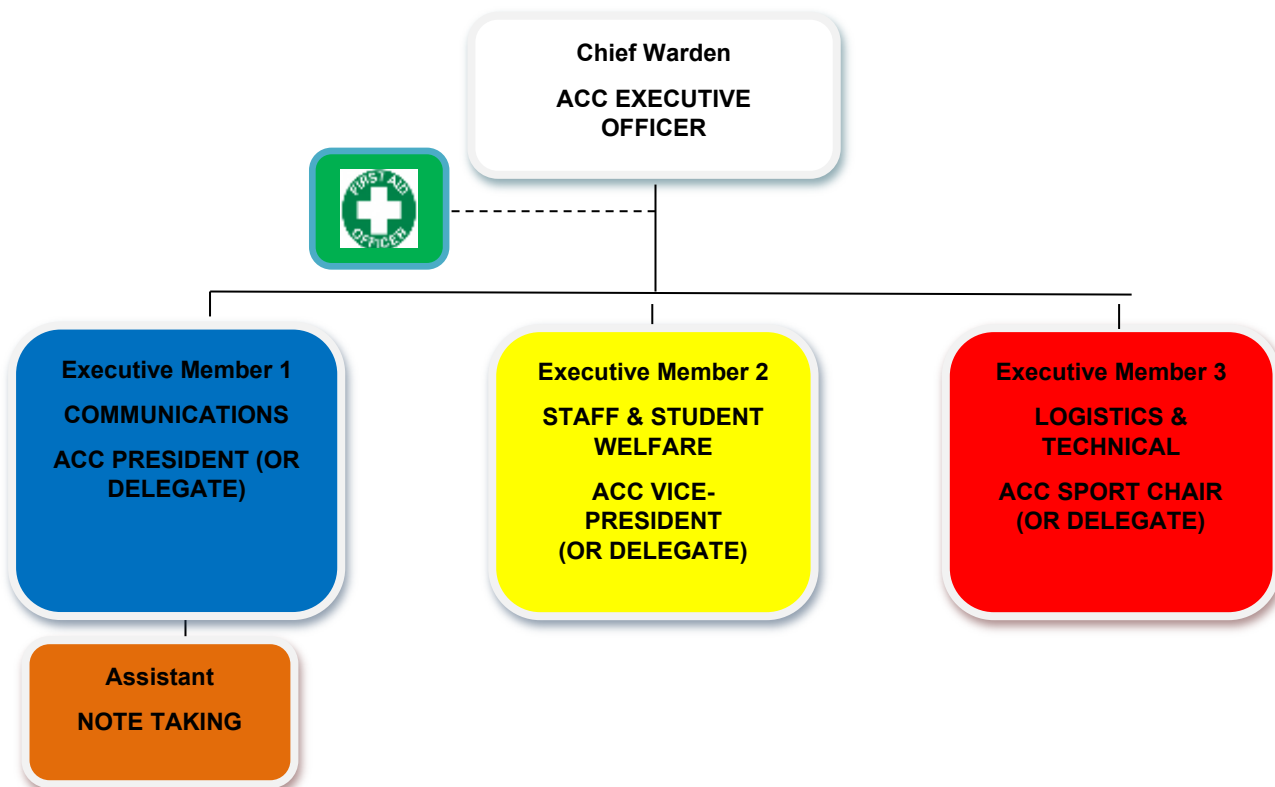 Chief Warden
ACC EXECUTIVE
OFFICER
FIRST AID
OFFICER
Executive Member 1
COMMUNICATIONS
ACC PRESIDENT (OR
DELEGATE)
Executive Member 2
STAFF & STUDENT
WELFARE
ACC VICE-
PRESIDENT
(OR DELEGATE)
Executive Member 3
LOGISTICS &
TECHNICAL
ACC SPORT CHAIR
(OR DELEGATE)
Assistant
NOTE TAKING